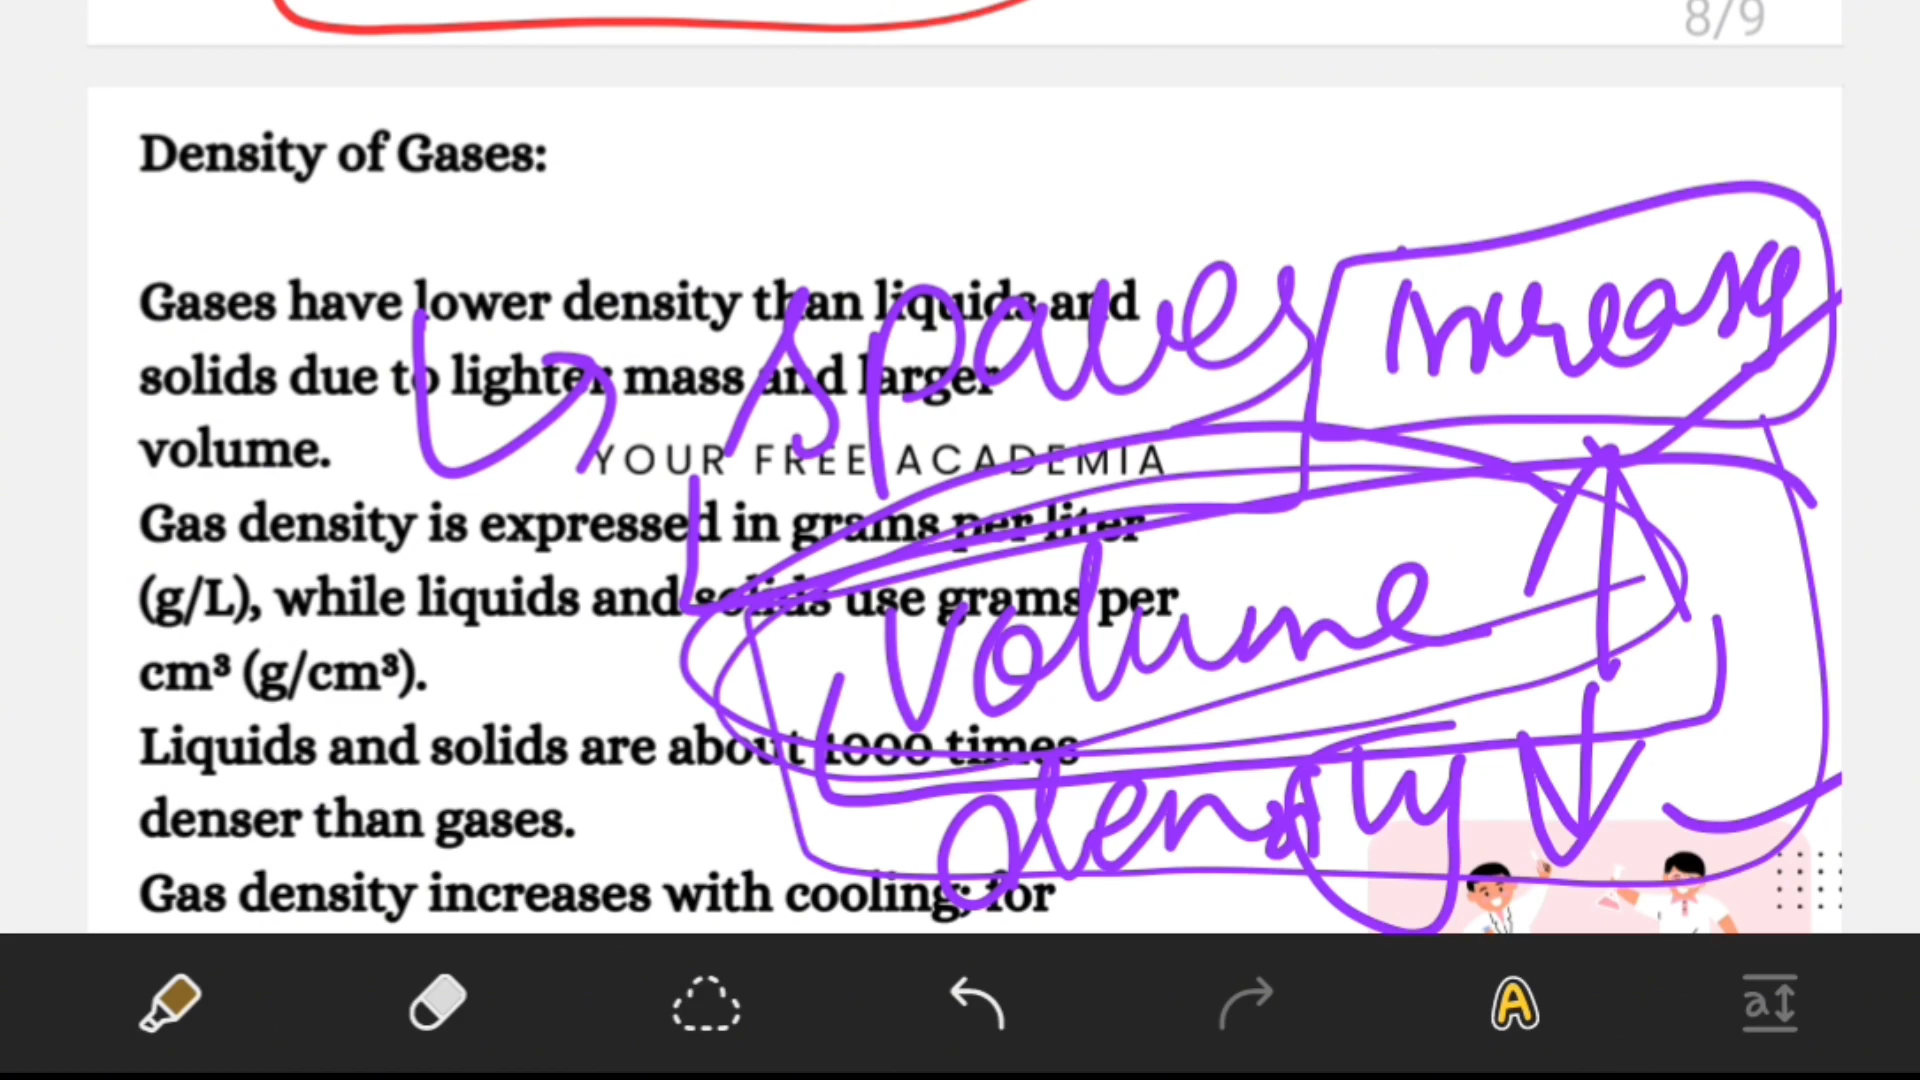 8/9
Density of Gases:
Gases have lower density than liquids and
solids due to lighter mass and larger
volume.
YOUR FREE ACADEMIA
Gas density is expressed in grams per liter
(g/L), while liquids and solids use grams per
cm³ (g/cm³).
Liquids and solids are about 1000 times
denser than gases.
Gas density increases with cooling; for
spaces increase
volume ↑
density ↓
A
a